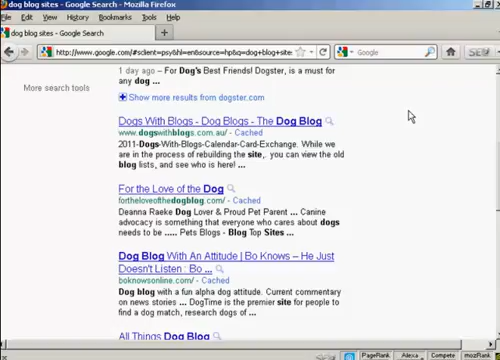 dog blog sites - Google Search - Mozilla Firefox
File Edit View History Bookmarks Tools Help
dog blog sites - Google Search
http://www.google.com/#sclient=psy&hl=en&source=hp&q=dog+blog+sites
Google
More search tools
1 day ago – For Dog's Best Friends! Dogster, is a must for
any dog ...
Show more results from dogster.com
Dogs With Blogs - Dog Blogs - The Dog Blog
www.dogswithblogs.com.au/ - Cached
2011-Dogs-With-Blogs-Calendar-Card-Exchange. While we
are in the process of rebuilding the site,. you can view the old
blog lists, and see who is here! ...
For the Love of the Dog
fortheloveofthedogblog.com/ - Cached
Deanna Raeke Dog Lover & Proud Pet Parent ... Canine
advocacy is something that everyone who cares about dogs
needs to be ..... Pets Blogs - Blog Top Sites ...
Dog Blog With An Attitude | Bo Knows – He Just
Doesn't Listen : Bo ...
boknowsonline.com/ - Cached
Dog blog with a fun alpha dog attitude. Current commentary
on news stories ... DogTime is the premier site for people to
find a dog match, research dogs of ...
All Things Dog Blog
PageRank Alexa Compete mozRank